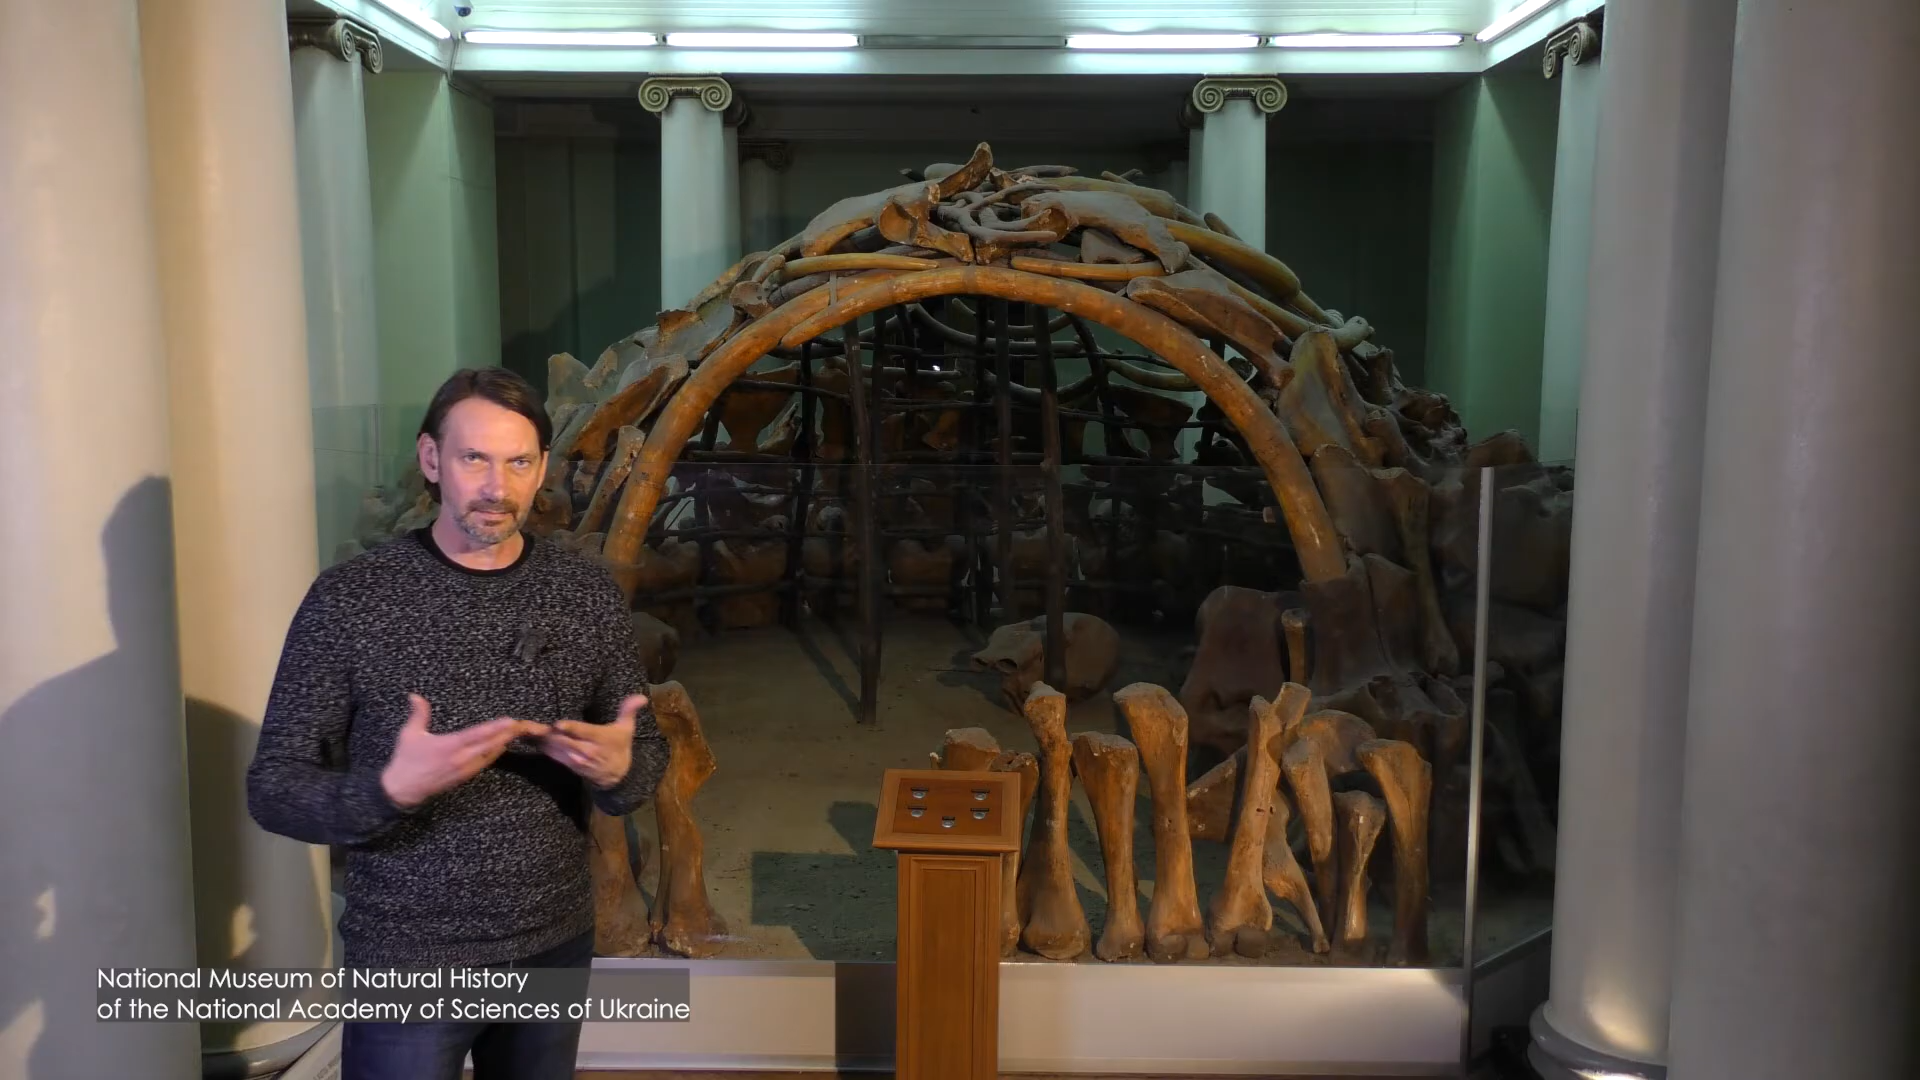 National Museum of Natural History
of the National Academy of Sciences of Ukraine